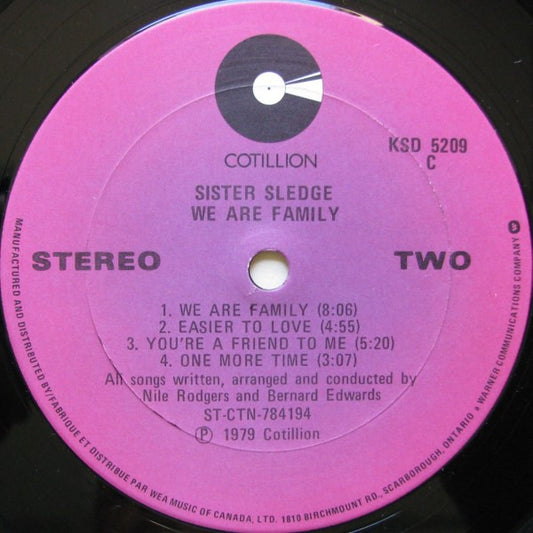 COTILLION
KSD 5209
C
SISTER SLEDGE
WE ARE FAMILY
STEREO
TWO
1. WE ARE FAMILY (8:06)
2. EASIER TO LOVE (4:55)
3. YOU'RE A FRIEND TO ME (5:20)
4. ONE MORE TIME (3:07)
All songs written, arranged and conducted by
Nile Rodgers and Bernard Edwards
ST-CTN-784194
Ⓟ 1979 Cotillion
MANUFACTURED AND DISTRIBUTED BY/FABRIQUE ET DISTRIBUE PAR WEA MUSIC OF CANADA, LTD. 1810 BIRCHMOUNT RD., SCARBOROUGH, ONTARIO a WARNER COMMUNICATIONS COMPANY